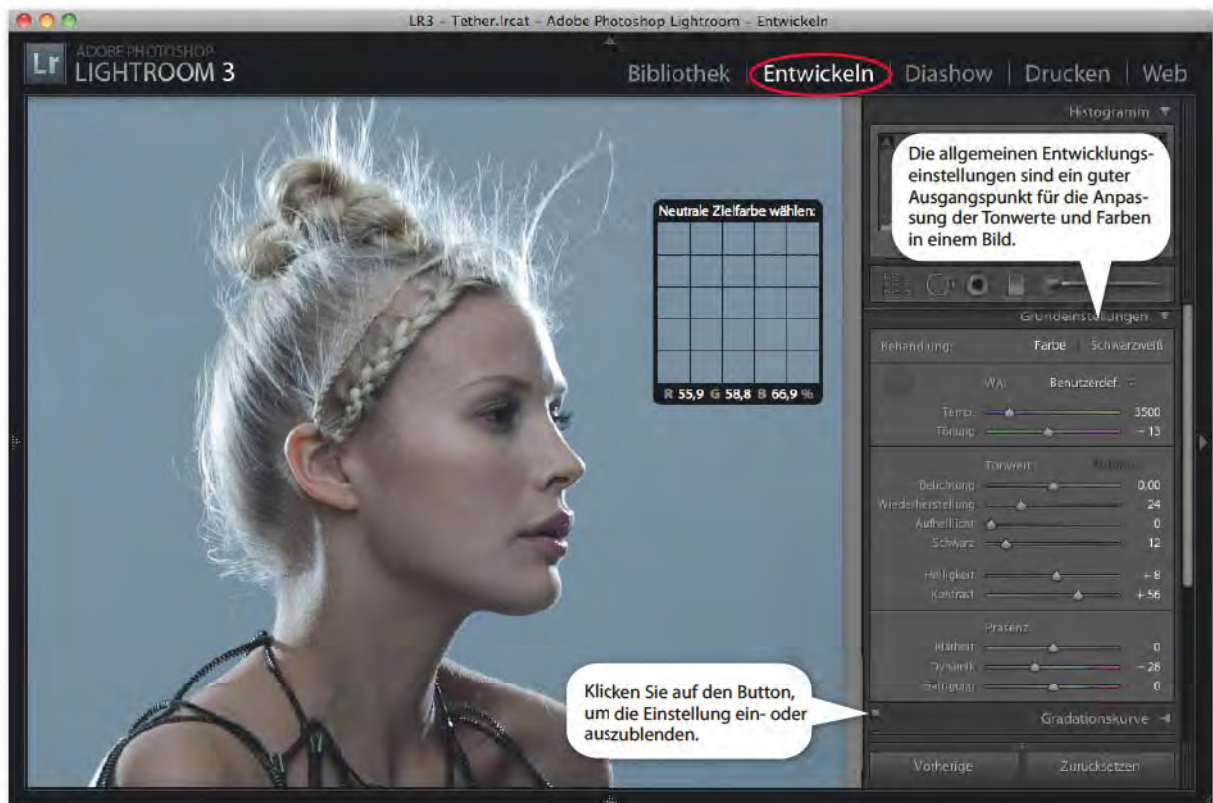 LR3 – Tether.lrcat – Adobe Photoshop Lightroom – Entwickeln
Lr
ADOBE PHOTOSHOP
LIGHTROOM 3
Bibliothek | Entwickeln | Diashow | Drucken | Web
Histogramm
Die allgemeinen Entwicklungs-
einstellungen sind ein guter
Ausgangspunkt für die Anpas-
sung der Tonwerte und Farben
in einem Bild.
Neutrale Zielfarbe wählen:
R 55,9 G 58,8 B 66,9 %
Grundeinstellungen
Behandlung: Farbe | Schwarzweiß
WA: Benutzerdef.
Temp. 3500
Tönung – 13
Tonwert
Belichtung 0,00
Wiederherstellung 24
Aufhelllicht 0
Schwarz 12
Helligkeit + 8
Kontrast + 56
Präsenz
Klarheit 0
Dynamik – 28
Sättigung 0
Klicken Sie auf den Button,
um die Einstellung ein- oder
auszublenden.
Gradationskurve
Vorherige
Zurücksetzen